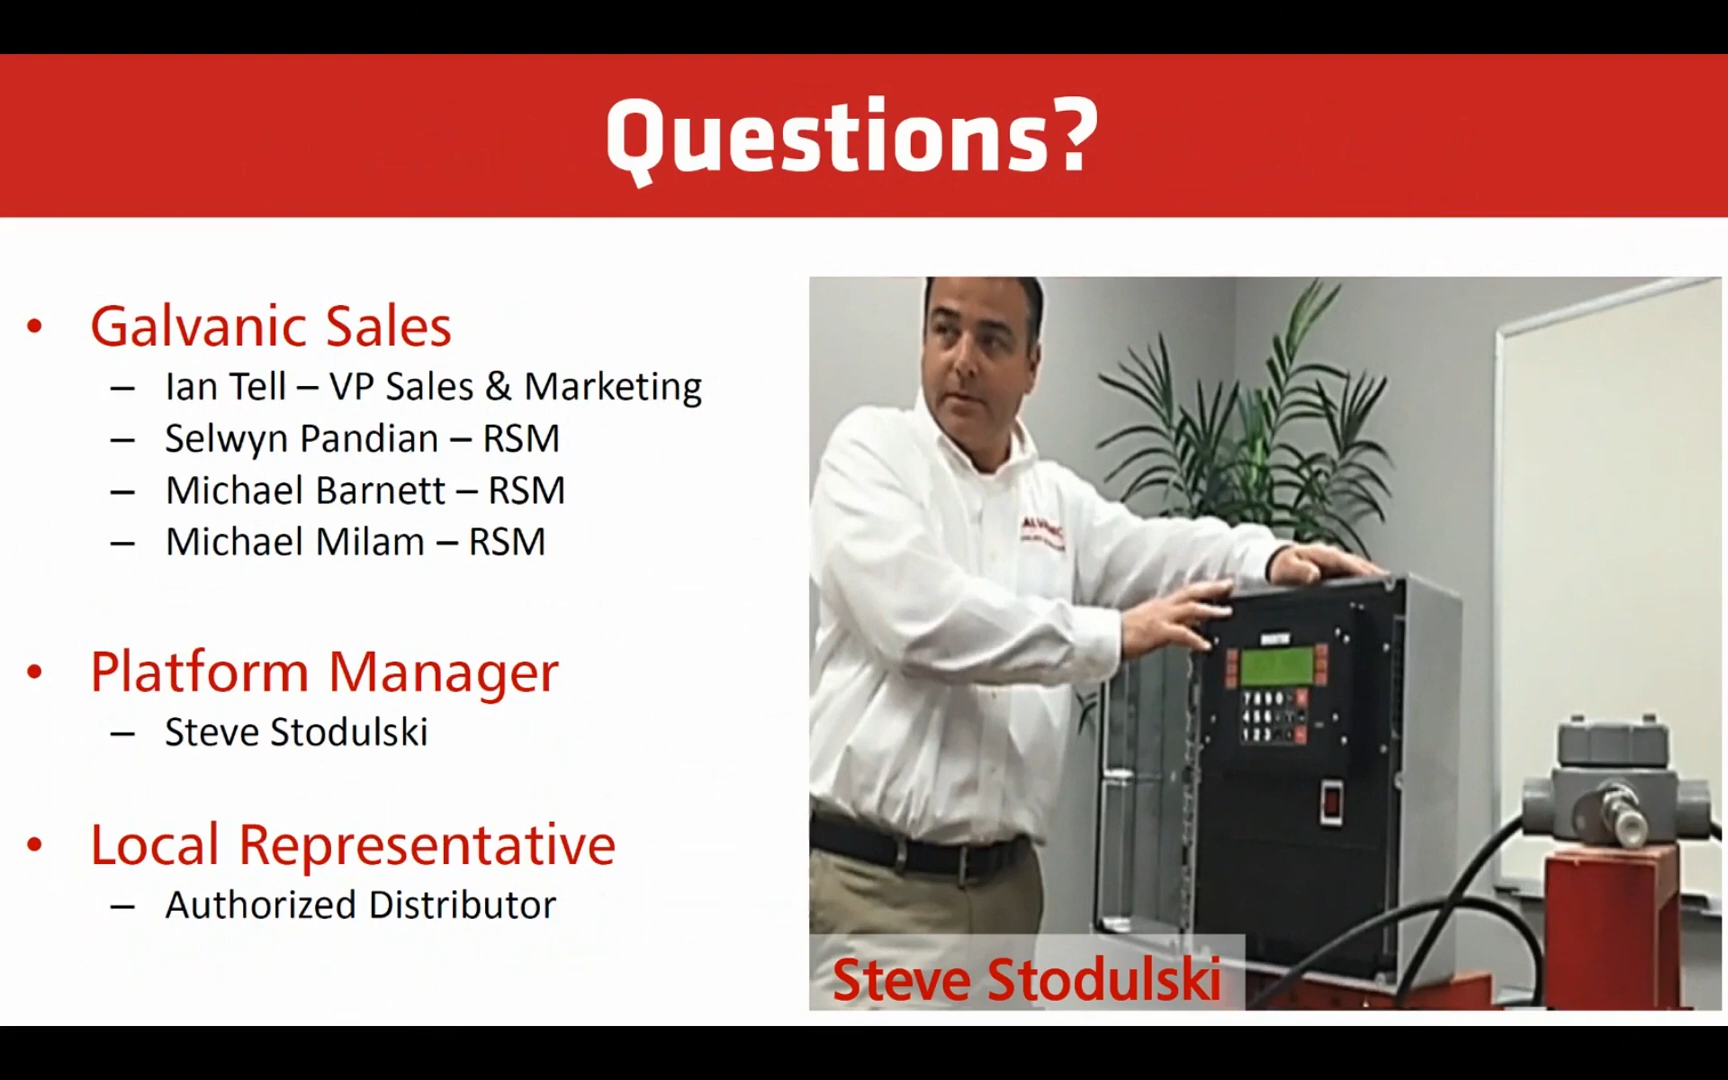 Questions?
• Galvanic Sales
– Ian Tell – VP Sales & Marketing
– Selwyn Pandian – RSM
– Michael Barnett – RSM
– Michael Milam – RSM
• Platform Manager
– Steve Stodulski
• Local Representative
– Authorized Distributor
Steve Stodulski